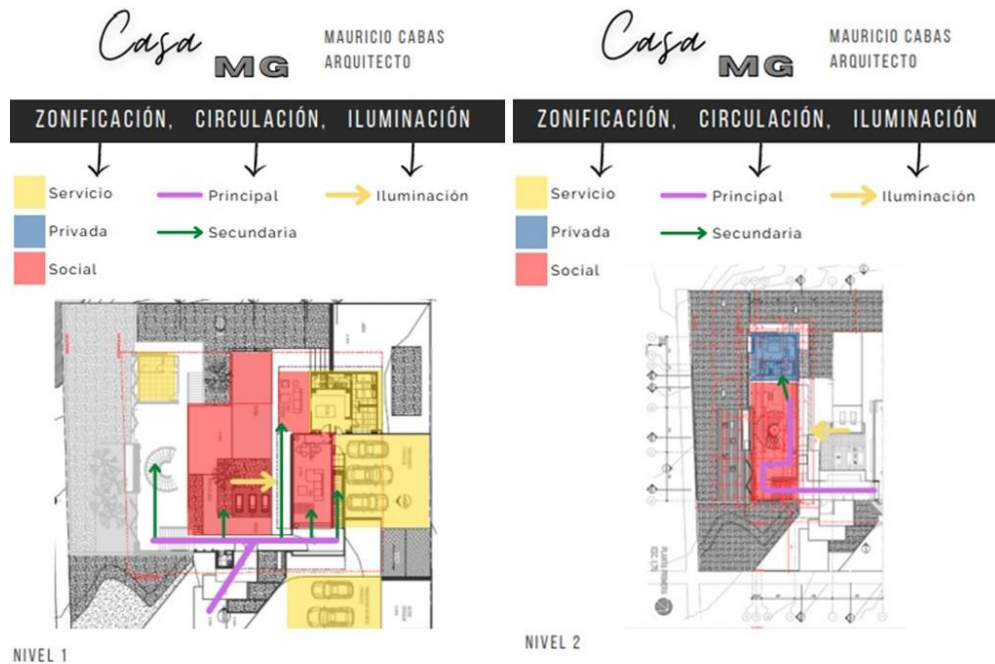 Casa
MG
MAURICIO CABAS
ARQUITECTO
ZONIFICACIÓN, CIRCULACIÓN, ILUMINACIÓN
Servicio
Principal
Iluminación
Privada
Secundaria
Social
NIVEL 1
Casa
MG
MAURICIO CABAS
ARQUITECTO
ZONIFICACIÓN, CIRCULACIÓN, ILUMINACIÓN
Servicio
Principal
Iluminación
Privada
Secundaria
Social
NIVEL 2